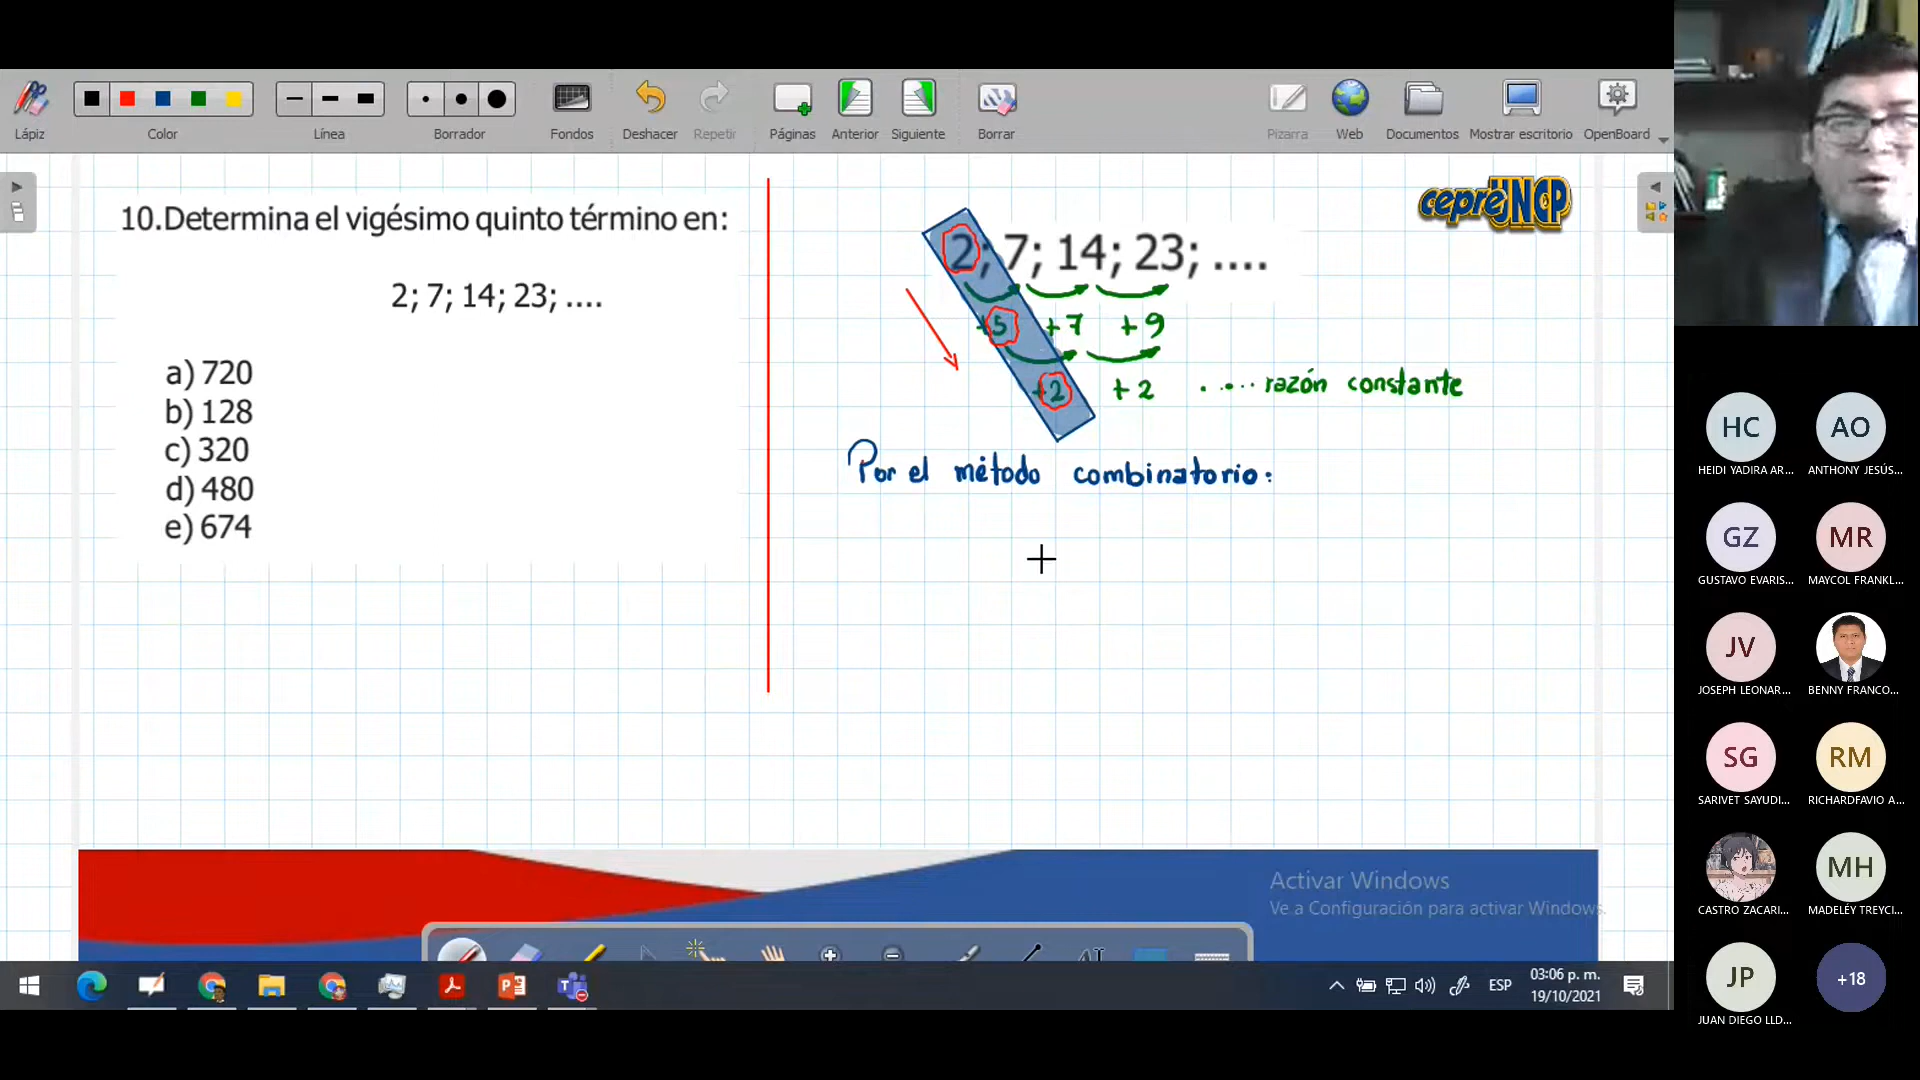 Lápiz
Color
Línea
Borrador
Fondos
Deshacer
Repetir
Páginas
Anterior
Siguiente
Borrar
Pizarra
Web
Documentos
Mostrar escritorio
OpenBoard
10.Determina el vigésimo quinto término en:
2; 7; 14; 23; ....
a) 720
b) 128
c) 320
d) 480
e) 674
cepreUNCP
2; 7; 14; 23; ....
+5 +7 +9
+2 +2 ..... razón constante
Por el método combinatorio:
Activar Windows
Ve a Configuración para activar Windows.
ESP
03:06 p. m.
19/10/2021
HC
HEIDI YADIRA AR...
AO
ANTHONY JESÚS...
GZ
GUSTAVO EVARIS...
MR
MAYCOL FRANKL...
JV
JOSEPH LEONAR...
BENNY FRANCO...
SG
SARIVET SAYUDI...
RM
RICHARDFAVIO A...
CASTRO ZACARI...
MH
MADELÉY TREYCI...
JP
JUAN DIEGO LLD...
+18